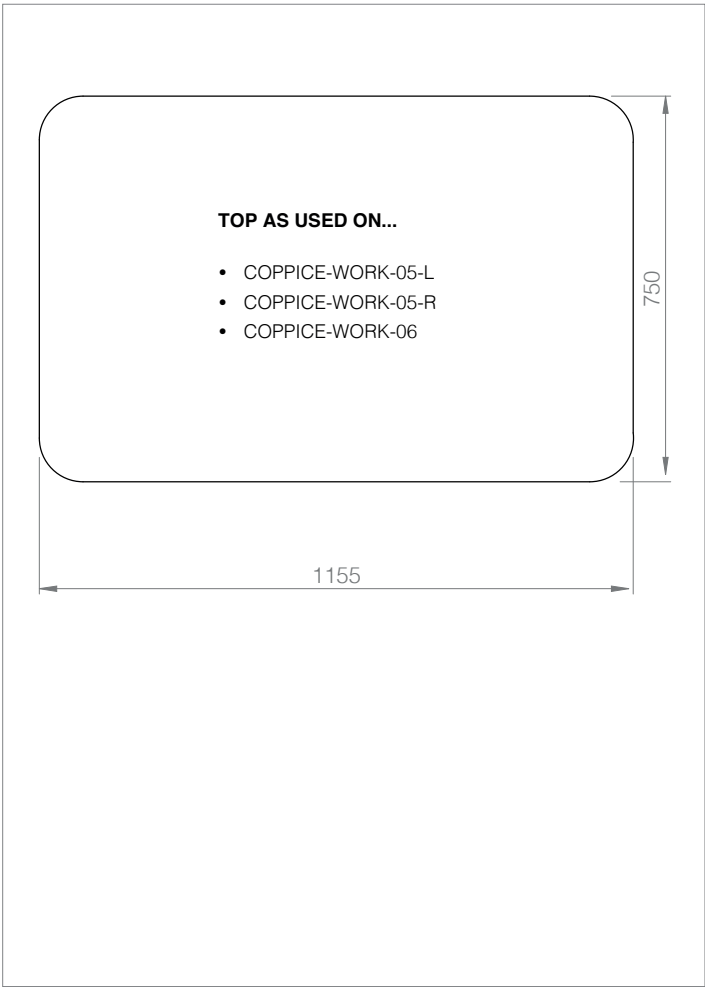 TOP AS USED ON...
• COPPICE-WORK-05-L
• COPPICE-WORK-05-R
• COPPICE-WORK-06
750
1155